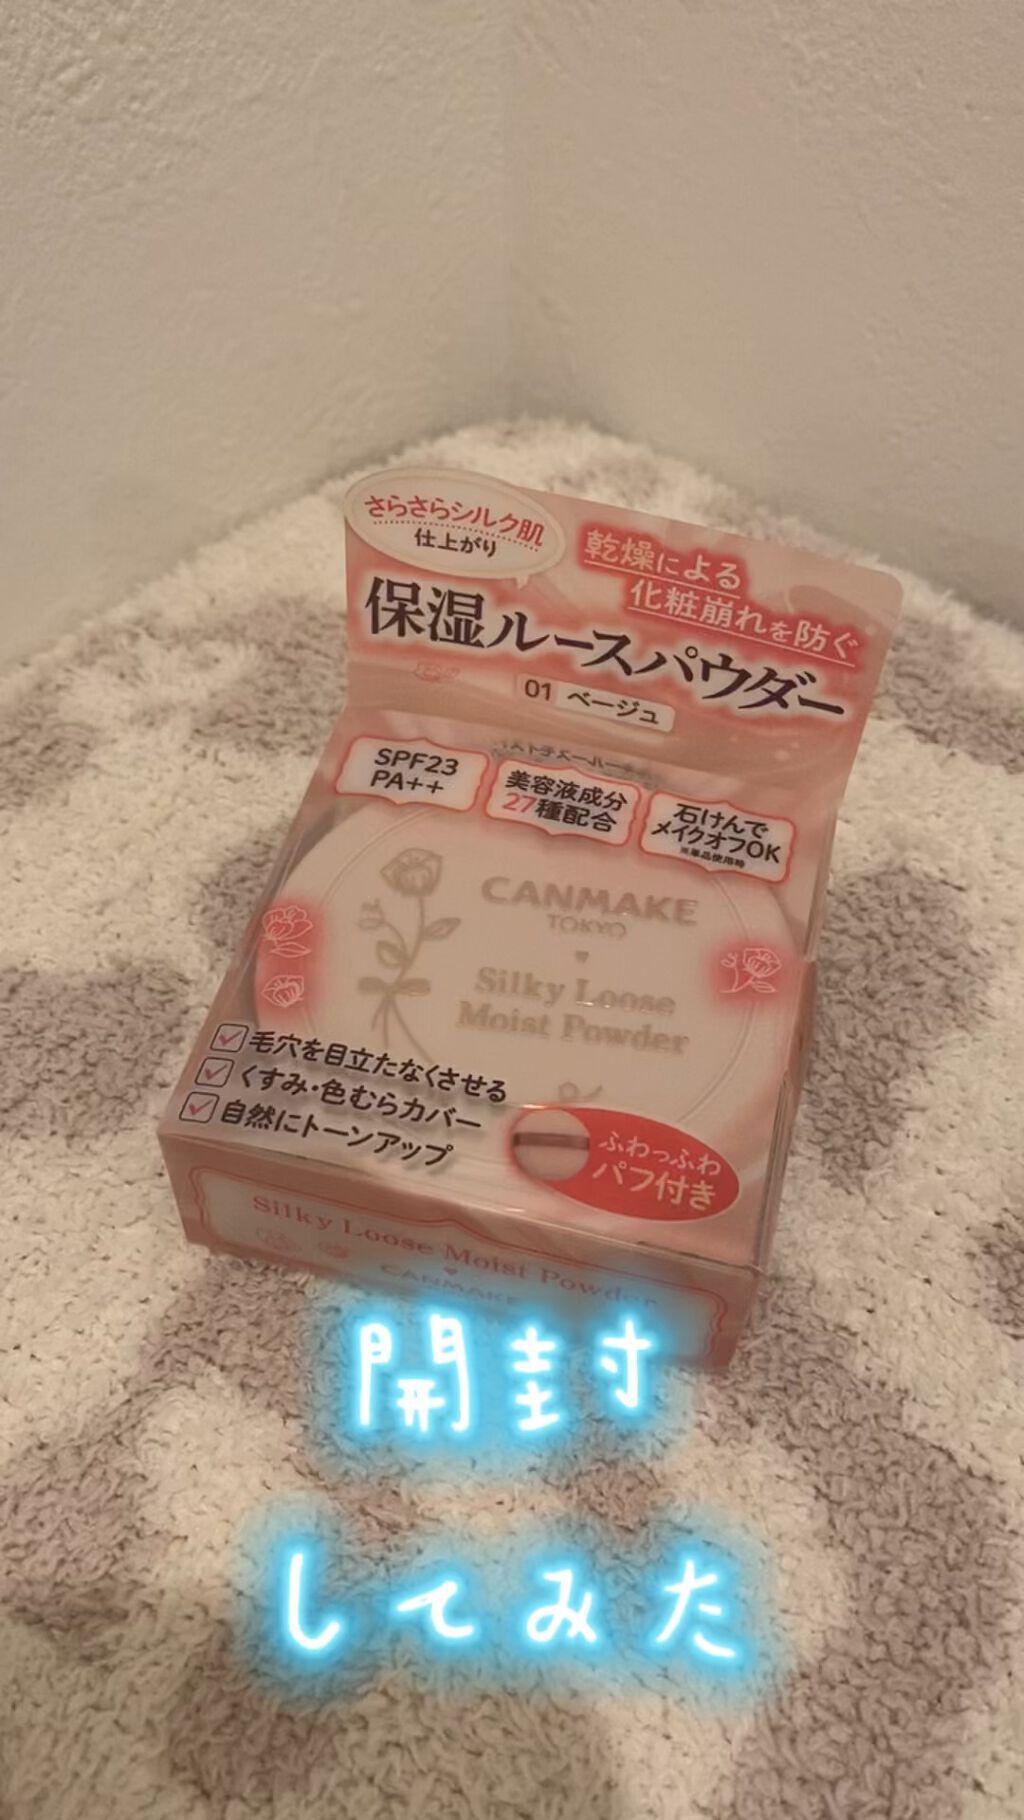 さらさらシルク肌
仕上がり
乾燥による
化粧崩れを防ぐ
保湿ルースパウダー
01 ベージュ
SPF23
PA++
美容液成分
27種配合
石けんで
メイクオフOK
※単品使用時
CANMAKE
TOKYO
Silky Loose
Moist Powder
毛穴を目立たなくさせる
くすみ・色むらカバー
自然にトーンアップ
ふわっふわ
パフ付き
Silky Loose Moist Powder
CANMAKE
開封
してみた